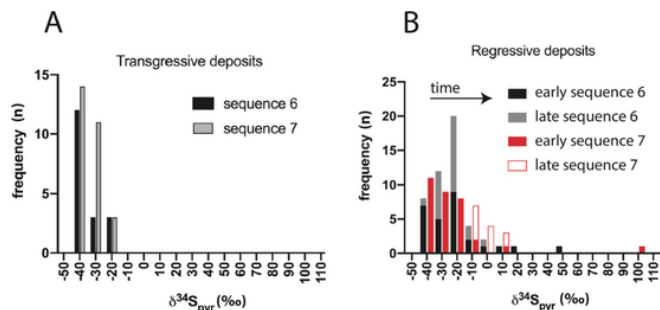 A
Transgressive deposits
15
10
5
0
frequency (n)
sequence 6
sequence 7
-50 -40 -30 -20 -10 0 10 20 30 40 50 60 70 80 90 100 110
δ34Spyr(‰)
B
Regressive deposits
time
25
20
15
10
5
0
frequency (n)
early sequence 6
late sequence 6
early sequence 7
late sequence 7
-50 -40 -30 -20 -10 0 10 20 30 40 50 60 70 80 90 100 110
δ34Spyr(‰)